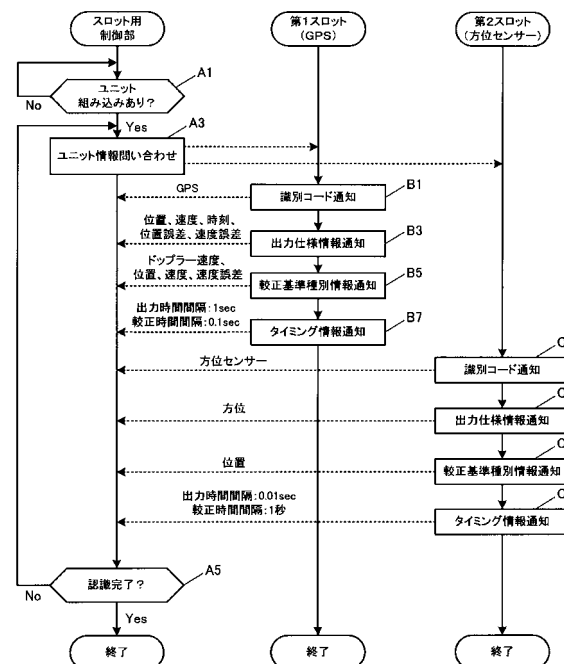 スロット用
制御部
第1スロット
(GPS)
第2スロット
(方位センサー)
A1
ユニット
組み込みあり?
No
Yes
A3
ユニット情報問い合わせ
GPS
識別コード通知
B1
位置、速度、時刻、
位置誤差、速度誤差
出力仕様情報通知
B3
ドップラー速度、
位置、速度、速度誤差
較正基準種別情報通知
B5
出力時間間隔:1sec
較正時間間隔:0.1sec
タイミング情報通知
B7
方位センサー
識別コード通知
方位
出力仕様情報通知
位置
較正基準種別情報通知
出力時間間隔:0.01sec
較正時間間隔:1秒
タイミング情報通知
認識完了?
A5
No
Yes
終了
終了
終了